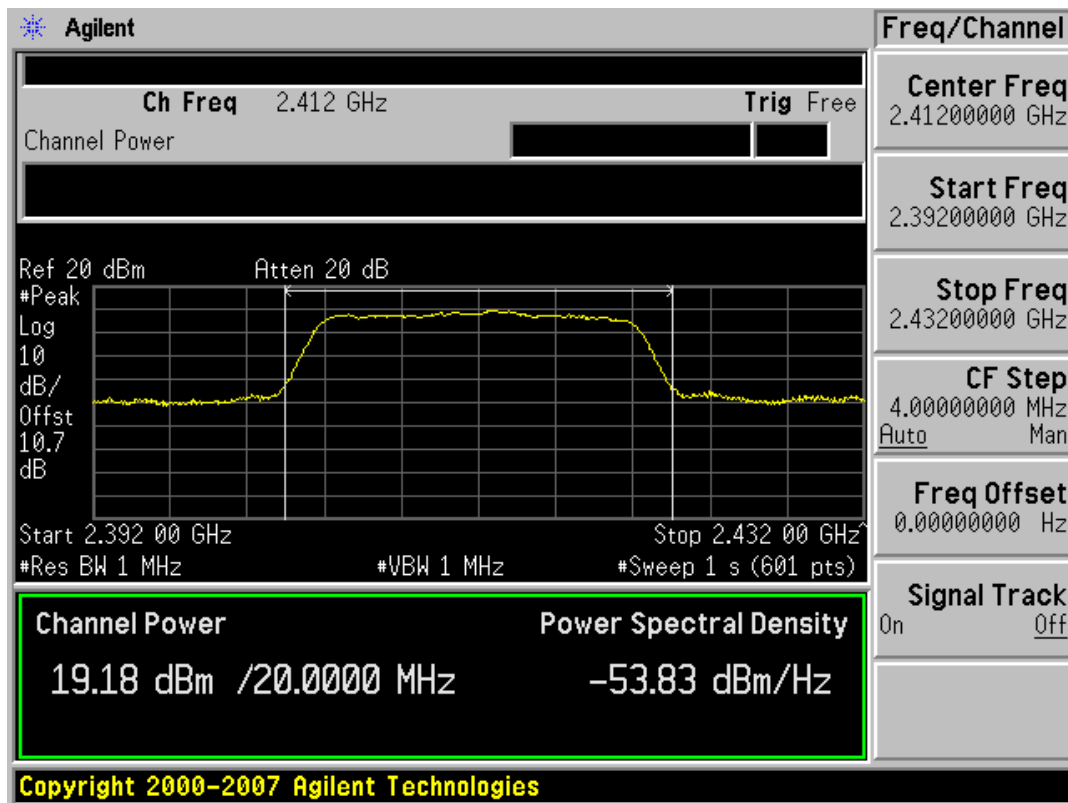 Agilent
Freq/Channel
Ch Freq 2.412 GHz Trig Free
Channel Power
Center Freq
2.41200000 GHz
Start Freq
2.39200000 GHz
Stop Freq
2.43200000 GHz
CF Step
4.00000000 MHz
Auto Man
Freq Offset
0.00000000 Hz
Signal Track
On Off
Ref 20 dBm Atten 20 dB
#Peak
Log
10
dB/
Offst
10.7
dB
Start 2.392 00 GHz Stop 2.432 00 GHz^
#Res BW 1 MHz #VBW 1 MHz #Sweep 1 s (601 pts)
Channel Power Power Spectral Density
19.18 dBm /20.0000 MHz -53.83 dBm/Hz
Copyright 2000-2007 Agilent Technologies